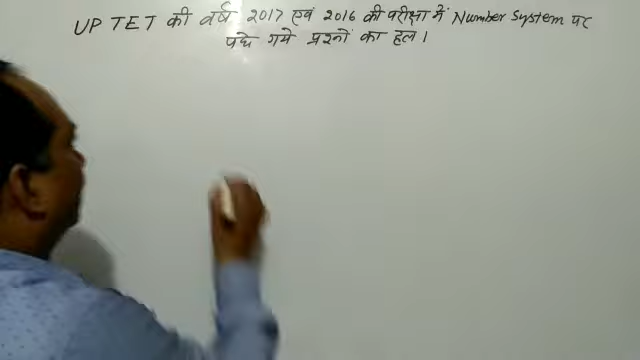 UP TET की वर्ष 2017 एवं 2016 की परीक्षा में Number System पर
पुछे गये प्रश्नों का हल।